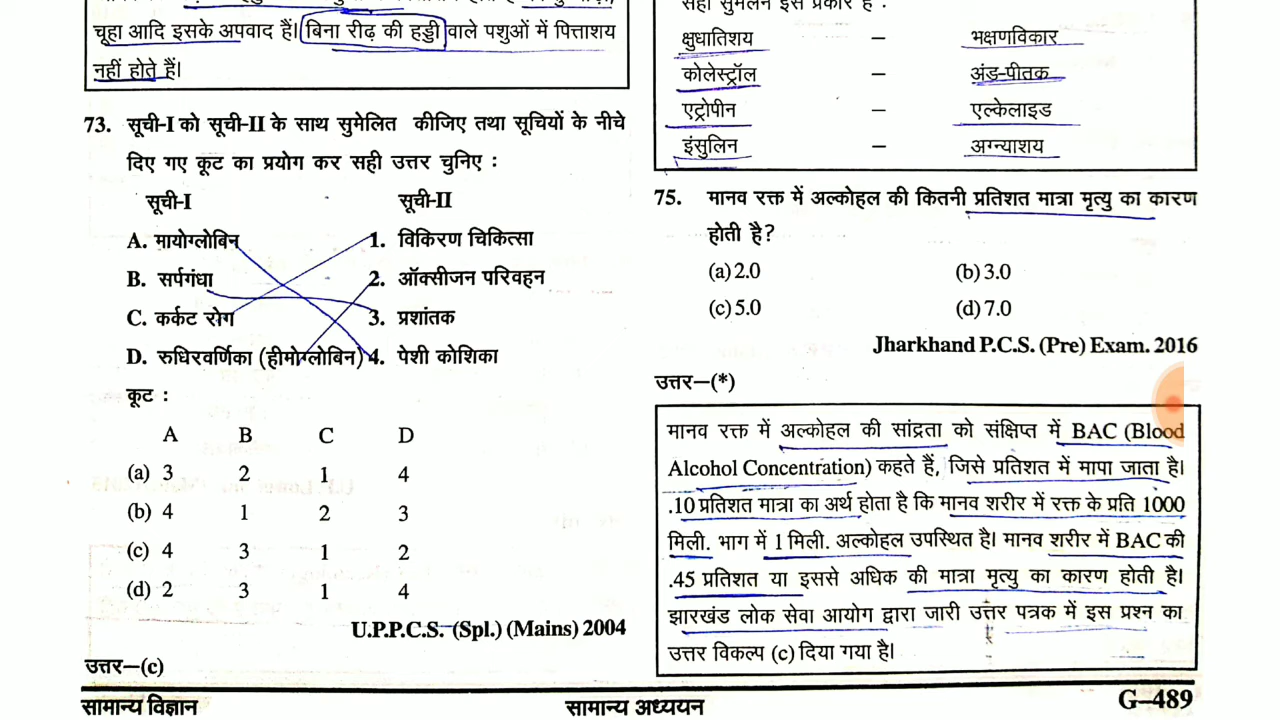 चूहा आदि इसके अपवाद हैं। बिना रीढ़ की हड्डी वाले पशुओं में पित्ताशय
नहीं होते हैं।
73. सूची-I को सूची-II के साथ सुमेलित कीजिए तथा सूचियों के नीचे
दिए गए कूट का प्रयोग कर सही उत्तर चुनिए :
सूची-I सूची-II
A. मायोग्लोबिन 1. विकिरण चिकित्सा
B. सर्पगंधा 2. ऑक्सीजन परिवहन
C. कर्कट रोग 3. प्रशांतक
D. रुधिरवर्णिका (हीमोग्लोबिन) 4. पेशी कोशिका
कूट :
A B C D
(a) 3 2 1 4
(b) 4 1 2 3
(c) 4 3 1 2
(d) 2 3 1 4
U.P.P.C.S. (Spl.) (Mains) 2004
उत्तर–(c)
सही सुमेलन इस प्रकार है :
क्षुधातिशय – भक्षणविकार
कोलेस्ट्रॉल – अंड-पीतक
एट्रोपीन – एल्केलाइड
इंसुलिन – अग्न्याशय
75. मानव रक्त में अल्कोहल की कितनी प्रतिशत मात्रा मृत्यु का कारण
होती है?
(a) 2.0 (b) 3.0
(c) 5.0 (d) 7.0
Jharkhand P.C.S. (Pre) Exam. 2016
उत्तर–(*)
मानव रक्त में अल्कोहल की सांद्रता को संक्षिप्त में BAC (Blood
Alcohol Concentration) कहते हैं, जिसे प्रतिशत में मापा जाता है।
.10 प्रतिशत मात्रा का अर्थ होता है कि मानव शरीर में रक्त के प्रति 1000
मिली. भाग में 1 मिली. अल्कोहल उपस्थित है। मानव शरीर में BAC की
.45 प्रतिशत या इससे अधिक की मात्रा मृत्यु का कारण होती है।
झारखंड लोक सेवा आयोग द्वारा जारी उत्तर पत्रक में इस प्रश्न का
उत्तर विकल्प (c) दिया गया है।
सामान्य विज्ञान सामान्य अध्ययन G–489